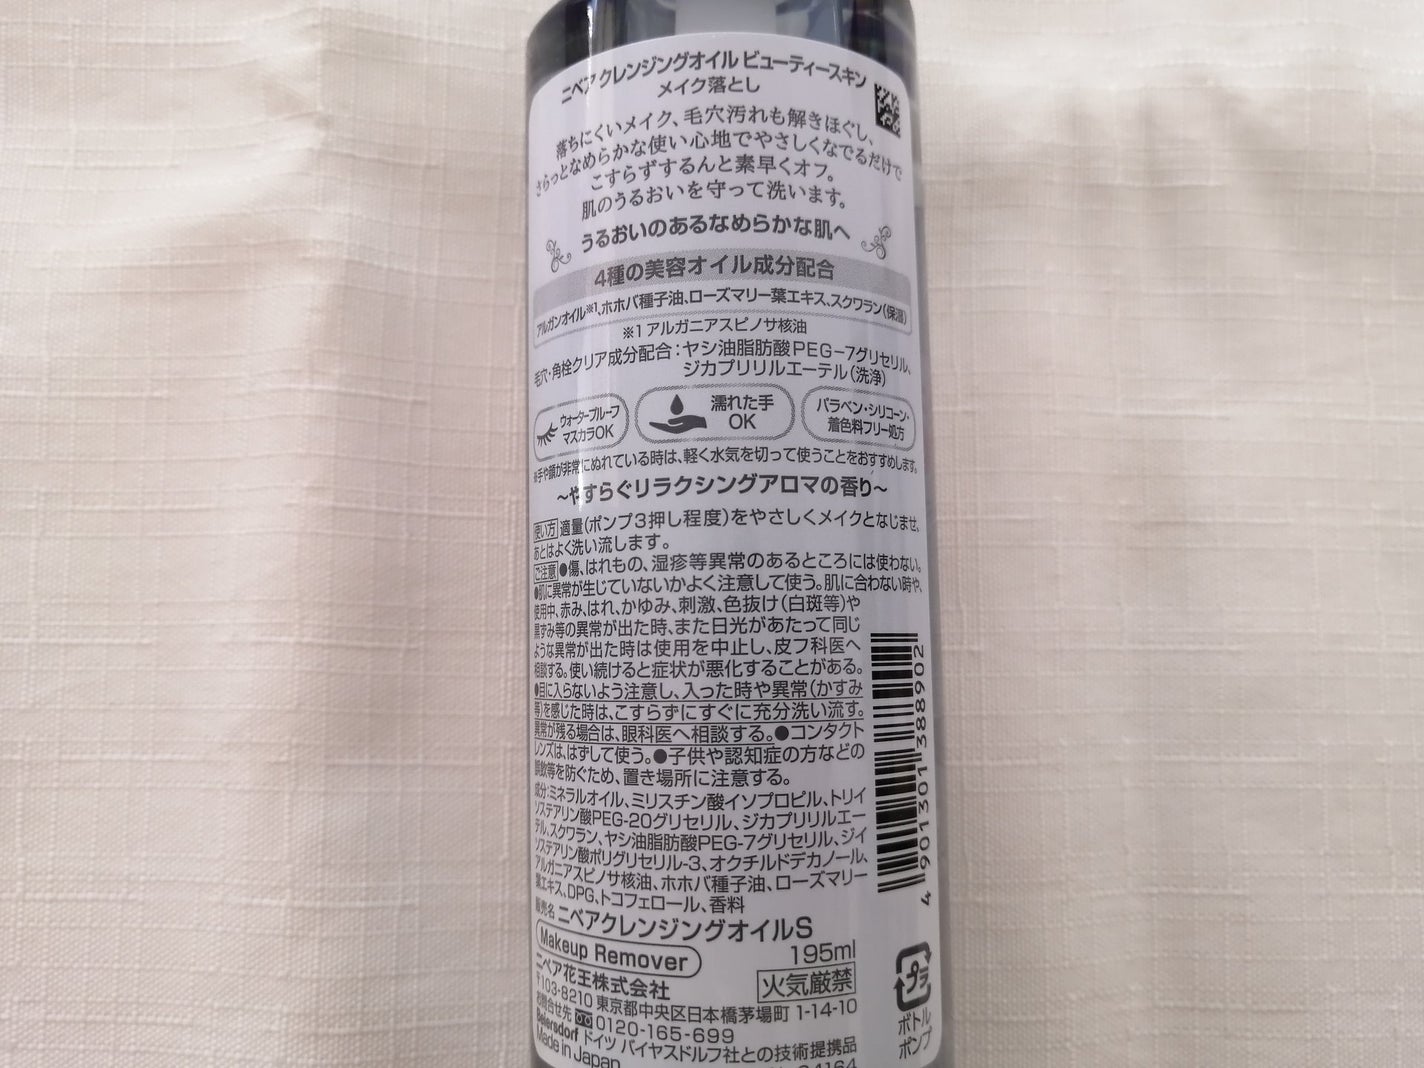 ニベア クレンジングオイル ビューティースキン
メイク落とし
落ちにくいメイク、毛穴汚れも解きほぐし、
さらっとなめらかな使い心地でやさしくなでるだけで
こすらずするんと素早くオフ。
肌のうるおいを守って洗います。
うるおいのあるなめらかな肌へ
4種の美容オイル成分配合
アルガンオイル※1、ホホバ種子油、ローズマリー葉エキス、スクワラン(保湿)
※1 アルガニアスピノサ核油
毛穴・角栓クリア成分配合：ヤシ油脂肪酸PEG-7グリセリル、
ジカプリリルエーテル(洗浄)
ウォータープルーフ
マスカラOK
濡れた手
OK
パラベン・シリコーン・
着色料フリー処方
※手や顔が非常にぬれている時は、軽く水気を切って使うことをおすすめします。
〜やすらぐリラクシングアロマの香り〜
使い方 適量(ポンプ3押し程度)をやさしくメイクとなじませ、
あとはよく洗い流します。
ご注意 ●傷、はれもの、湿疹等異常のあるところには使わない。
●肌に異常が生じていないかよく注意して使う。肌に合わない時や、
使用中、赤み、はれ、かゆみ、刺激、色抜け(白斑等)や
黒ずみ等の異常が出た時、また日光があたって同じ
ような異常が出た時は使用を中止し、皮フ科医へ
相談する。使い続けると症状が悪化することがある。
●目に入らないよう注意し、入った時や異常(かすみ
等)を感じた時は、こすらずにすぐに充分洗い流す。
異常が残る場合は、眼科医へ相談する。●コンタクト
レンズは、はずして使う。●子供や認知症の方などの
誤飲等を防ぐため、置き場所に注意する。
成分：ミネラルオイル、ミリスチン酸イソプロピル、トリイ
ソステアリン酸PEG-20グリセリル、ジカプリリルエー
テル、スクワラン、ヤシ油脂肪酸PEG-7グリセリル、ジイ
ソステアリン酸ポリグリセリル-3、オクチルドデカノール、
アルガニアスピノサ核油、ホホバ種子油、ローズマリー
葉エキス、DPG、トコフェロール、香料
販売名 ニベアクレンジングオイルS
Makeup Remover
195ml
ニベア花王株式会社
火気厳禁
〒103-8210 東京都中央区日本橋茅場町 1-14-10
お問合せ先 0120-165-699
Beiersdorf ドイツ バイヤスドルフ社との技術提携品
Made in Japan
4 901301 388902
プラ
ボトル
ポンプ